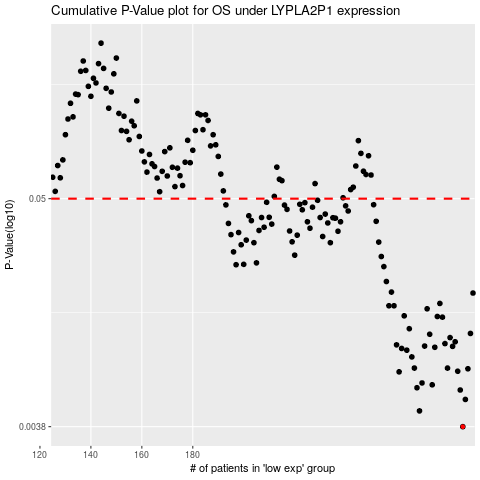 Cumulative P-Value plot for OS under LYPLA2P1 expression
P-Value(log10)
0.05
0.0038
120 140 160 180
# of patients in 'low exp' group